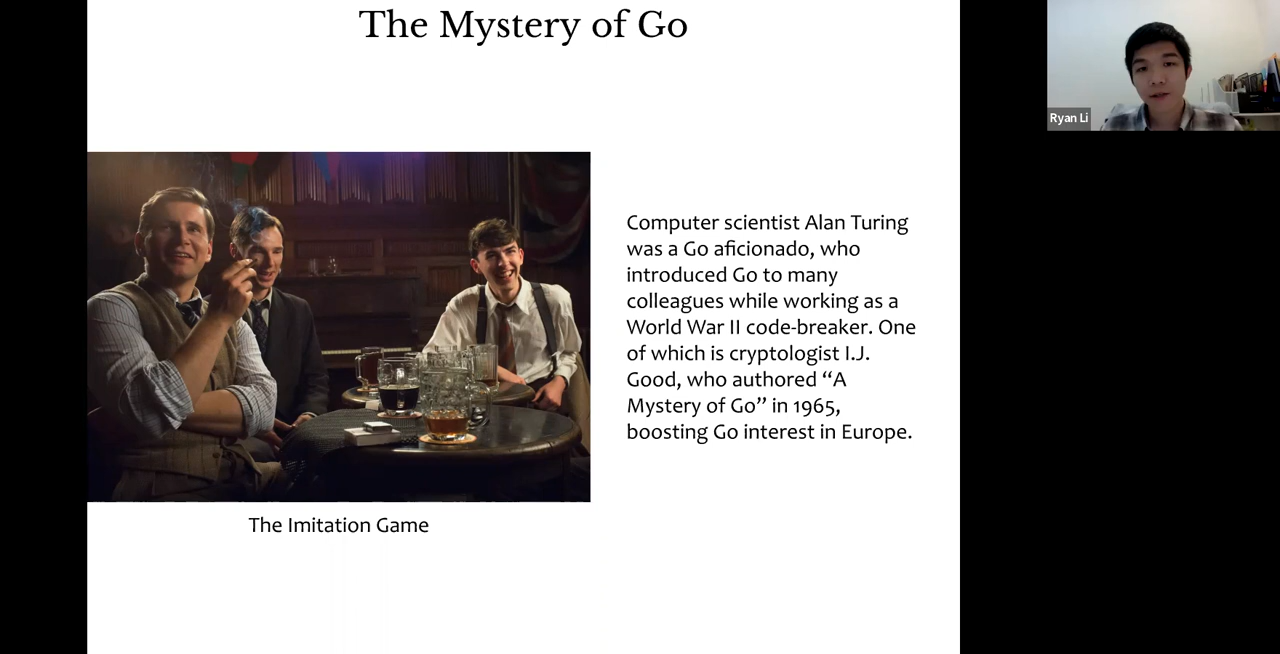 The Mystery of Go
Ryan Li
Computer scientist Alan Turing
was a Go aficionado, who
introduced Go to many
colleagues while working as a
World War II code-breaker. One
of which is cryptologist I.J.
Good, who authored “A
Mystery of Go” in 1965,
boosting Go interest in Europe.
The Imitation Game